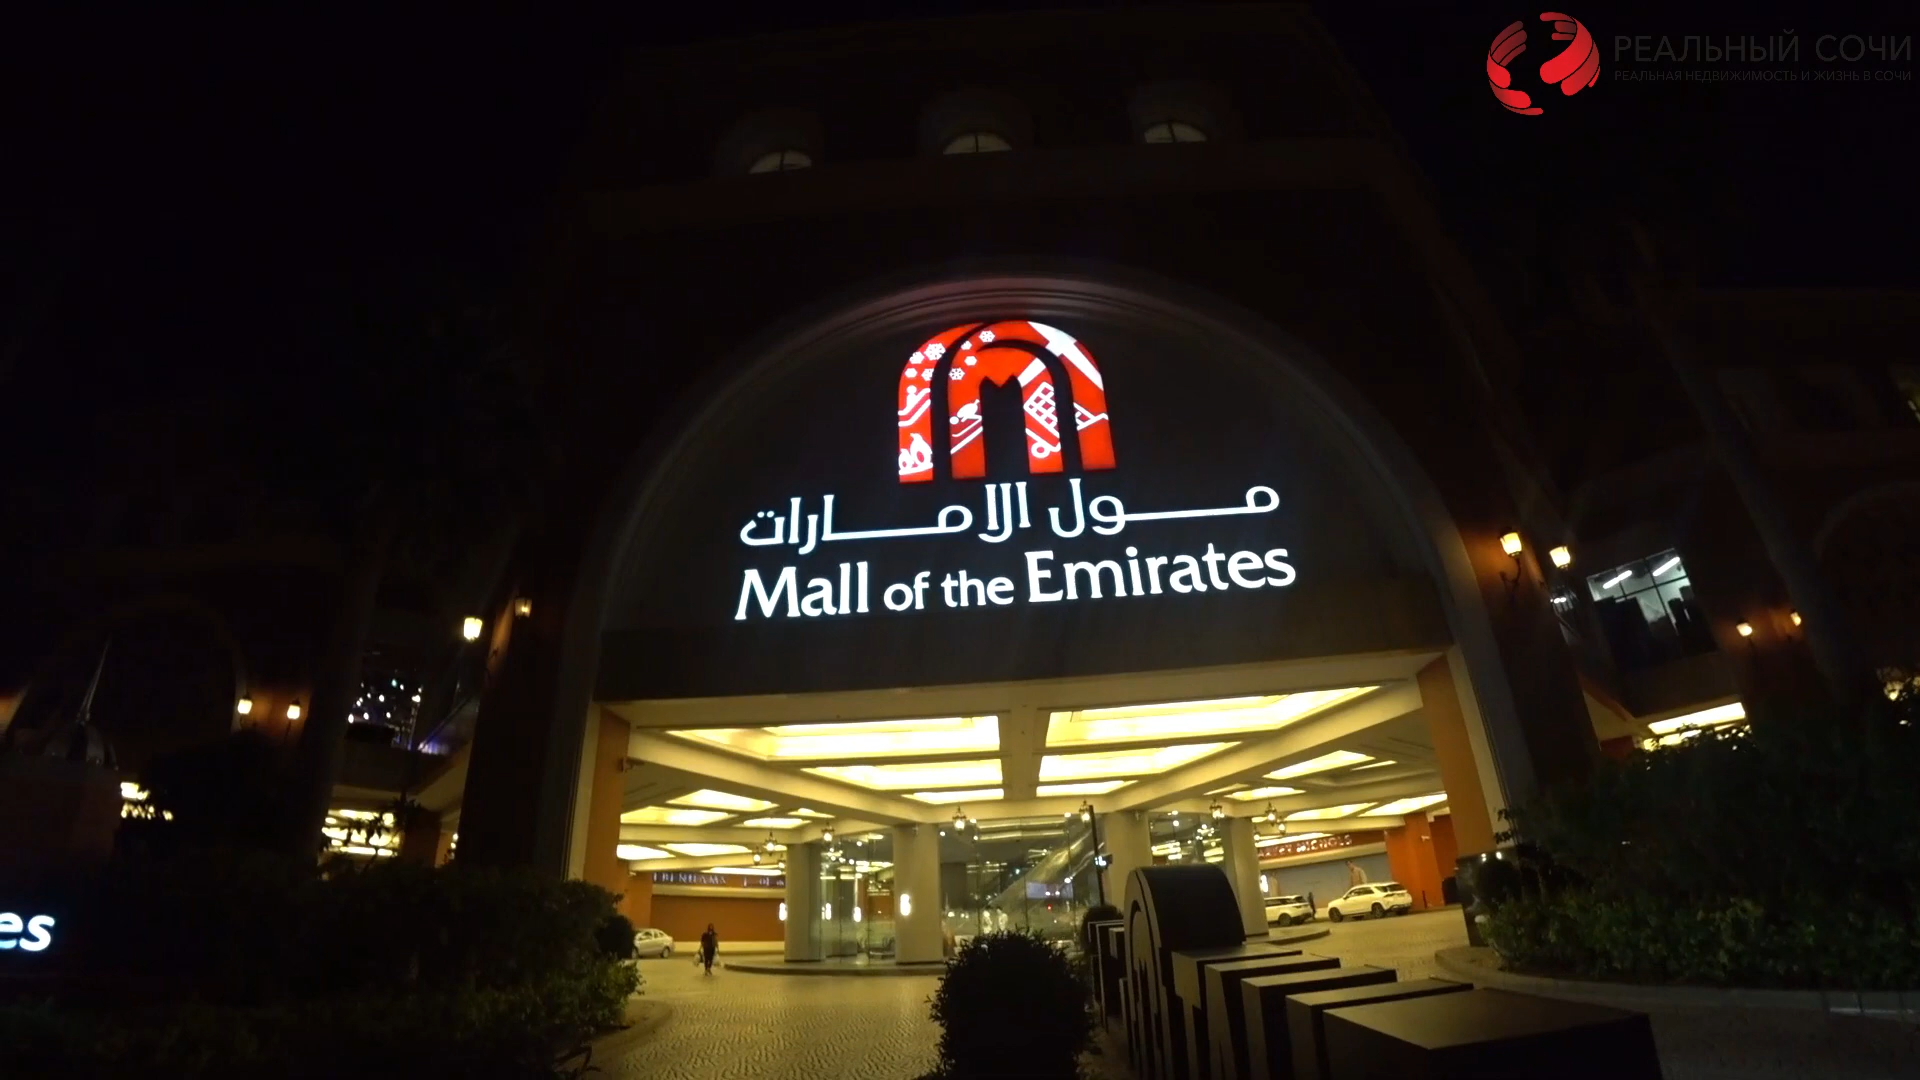 РЕАЛЬНЫЙ СОЧИ
РЕАЛЬНАЯ НЕДВИЖИМОСТЬ И ЖИЗНЬ В СОЧИ
مول الإمارات
Mall of the Emirates
es